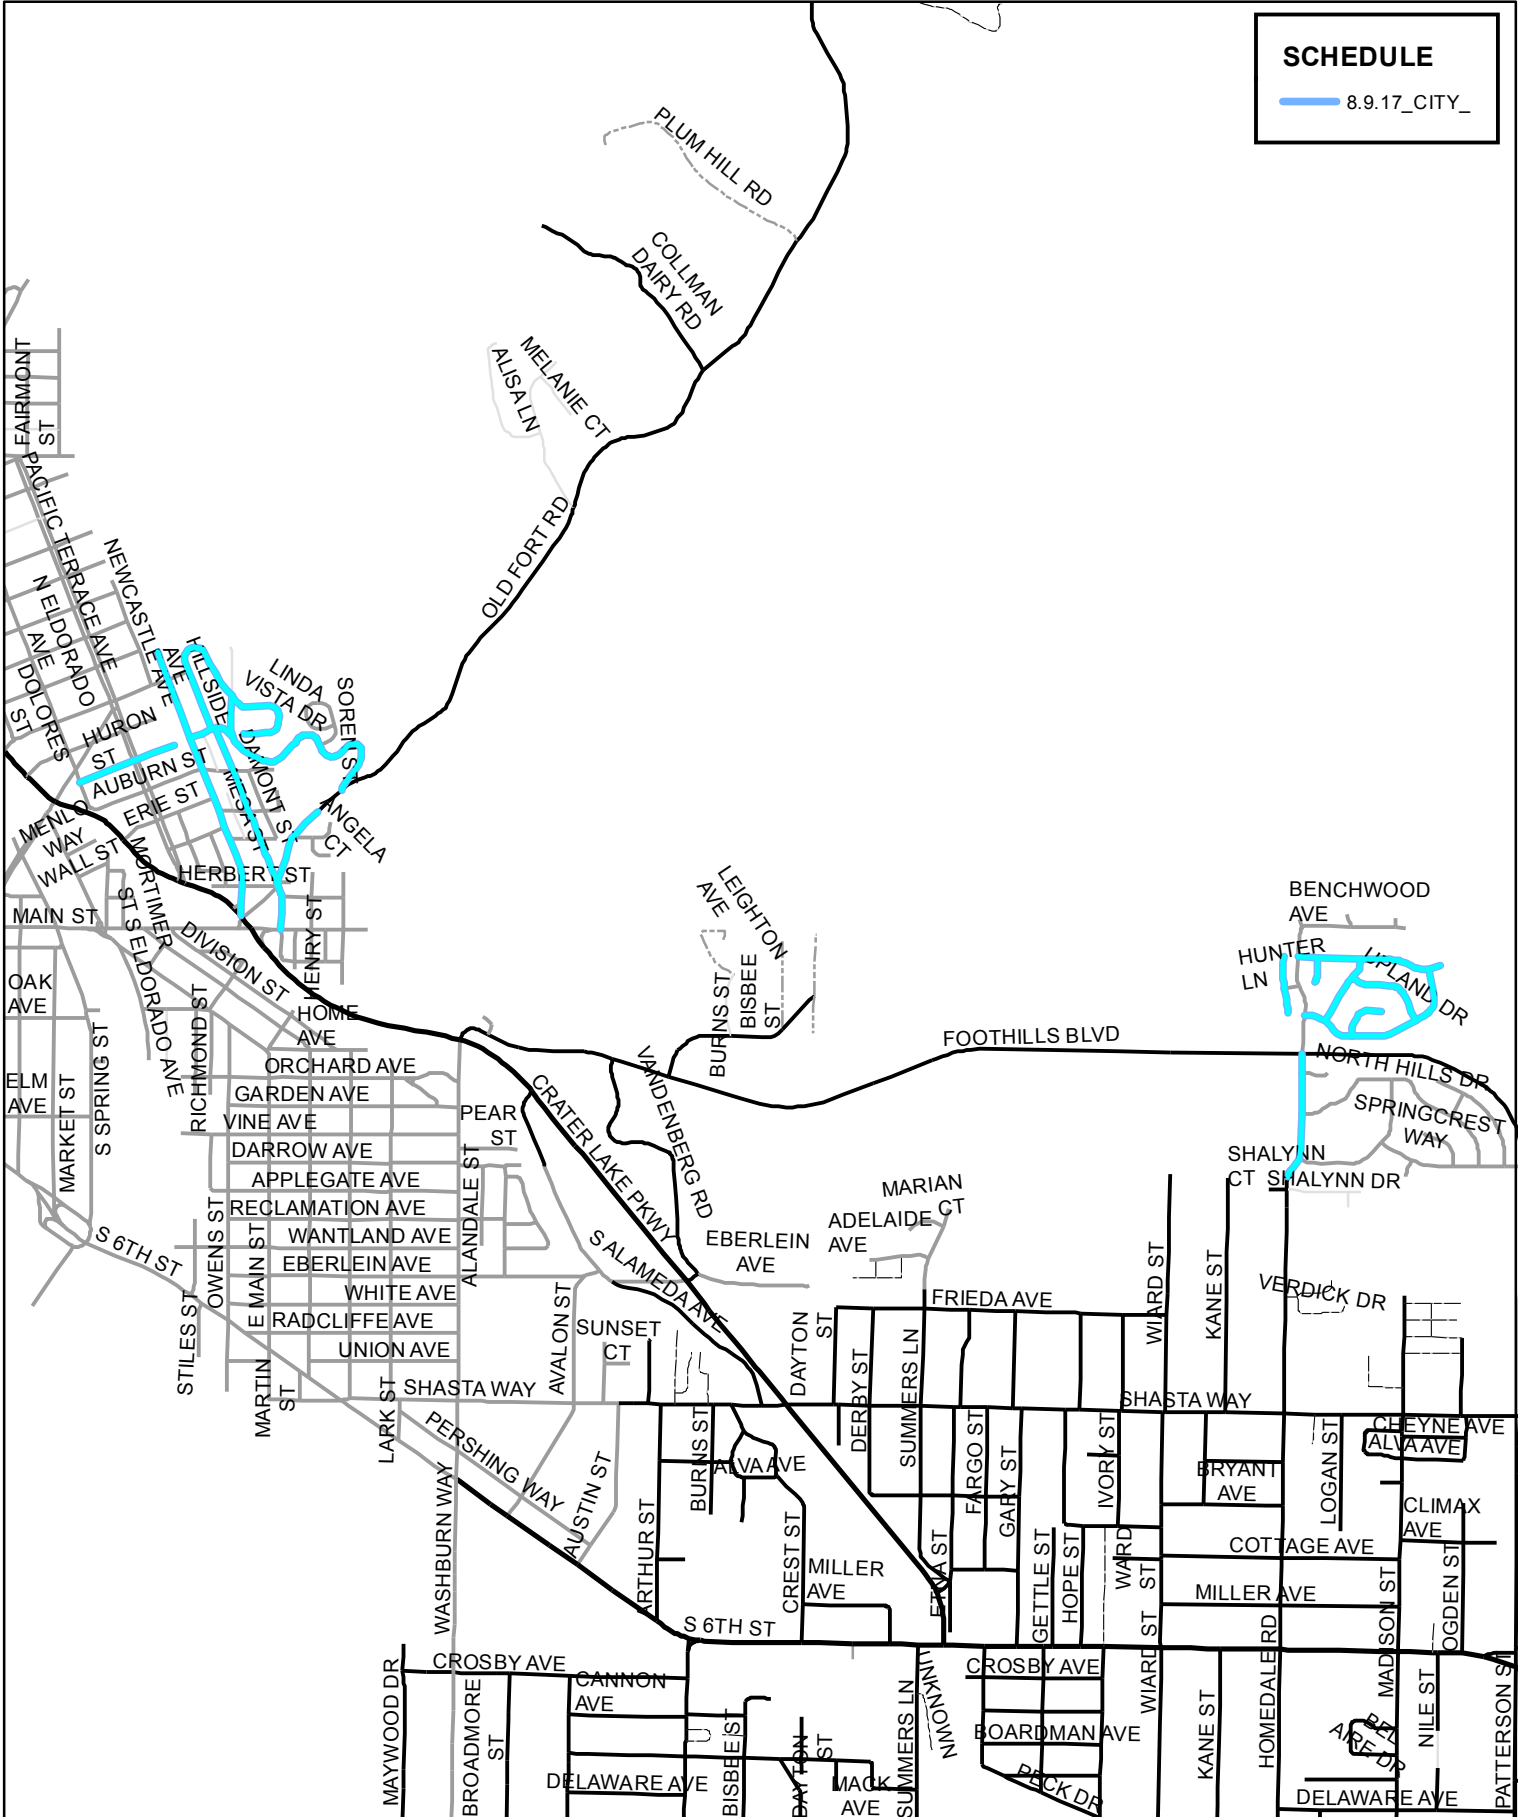 SCHEDULE
8.9.17_CITY_
PLUM HILL RD
COLLMAN
DAIRY RD
MELANIE CT
ALISA LN
OLD FORT RD
FAIRMONT
ST
PACIFIC TERRACE AVE
NEWCASTLE AVE
N ELDORADO
AVE
DOLORES
ST
HURON
ST
AUBURN ST
ERIE ST
AVE
HILLSIDE
LINDA
VISTA DR
SOREN ST
DAMONT ST
MESA ST
ANGELA
CT
MENLO
WAY
WALL ST
MORTIMER
ST
HERBERT ST
MAIN ST
S ELDORADO AVE
DIVISION ST
HENRY ST
OAK
AVE
ELM
AVE
MARKET ST
S SPRING ST
RICHMOND ST
HOME
AVE
ORCHARD AVE
GARDEN AVE
VINE AVE
DARROW AVE
APPLEGATE AVE
RECLAMATION AVE
WANTLAND AVE
EBERLEIN AVE
WHITE AVE
RADCLIFFE AVE
UNION AVE
PEAR
ST
ALANDALE ST
OWENS ST
E MAIN ST
STILES ST
S 6TH ST
MARTIN
ST
LARK ST
SHASTA WAY
PERSHING WAY
WASHBURN WAY
AVALON ST
AUSTIN ST
SUNSET
CT
S ALAMEDA AVE
CRATER LAKE PKWY
VANDENBERG RD
EBERLEIN
AVE
LEIGHTON
AVE
BURNS ST
BISBEE
ST
FOOTHILLS BLVD
BENCHWOOD
AVE
HUNTER
LN
UPLAND DR
NORTH HILLS DR
SPRINGCREST
WAY
SHALYNN
CT
SHALYNN DR
MARIAN
CT
ADELAIDE
AVE
FRIEDA AVE
DAYTON
ST
DERBY ST
SUMMERS LN
WIARD ST
KANE ST
VERDICK DR
SHASTA WAY
CHEYNE AVE
ALVA AVE
BURNS ST
ALVA AVE
ARTHUR ST
CREST ST
MILLER
AVE
FARGO ST
GARY ST
IVORY ST
ETNA ST
GETTLE ST
HOPE ST
WARD
ST
BRYANT
AVE
LOGAN ST
CLIMAX
AVE
COTTAGE AVE
MILLER AVE
OGDEN ST
MADISON ST
S 6TH ST
MAYWOOD DR
CROSBY AVE
BROADMORE
ST
CANNON
AVE
DELAWARE AVE
BISBEE ST
DAYTON
ST
MACK
AVE
SUMMERS LN
UNKNOWN
CROSBY AVE
BOARDMAN AVE
PECK DR
WIARD ST
KANE ST
HOMEDALE RD
BEL
AIRE DR
NILE ST
PATTERSON ST
DELAWARE AVE